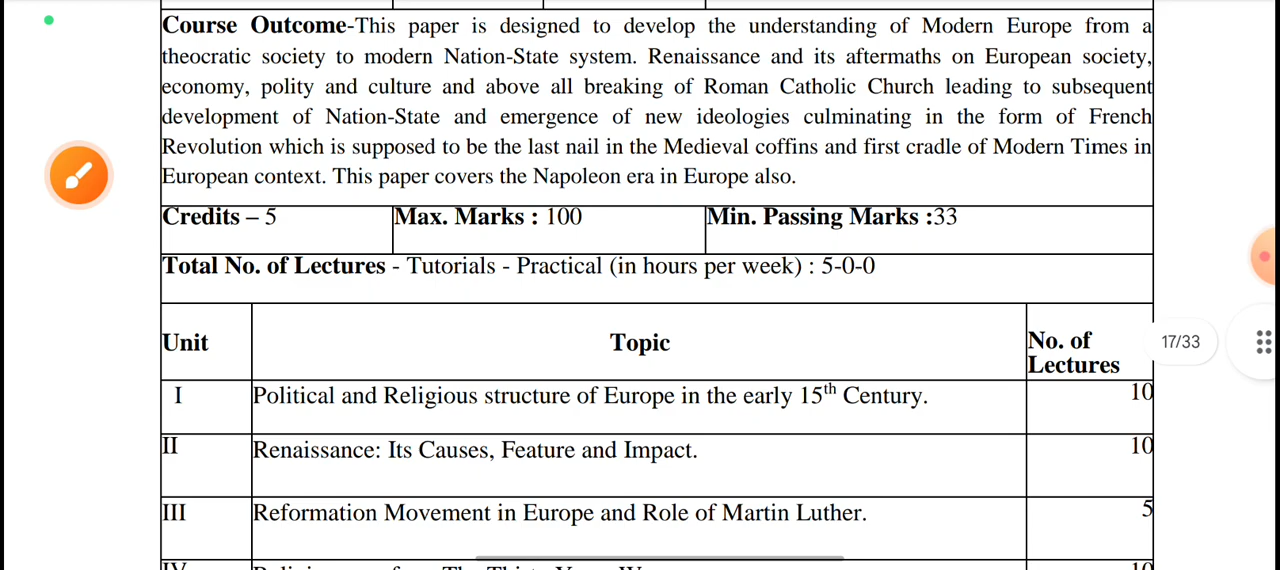 Course Outcome-This paper is designed to develop the understanding of Modern Europe from a
theocratic society to modern Nation-State system. Renaissance and its aftermaths on European society,
economy, polity and culture and above all breaking of Roman Catholic Church leading to subsequent
development of Nation-State and emergence of new ideologies culminating in the form of French
Revolution which is supposed to be the last nail in the Medieval coffins and first cradle of Modern Times in
European context. This paper covers the Napoleon era in Europe also.
Credits – 5 Max. Marks : 100 Min. Passing Marks :33
Total No. of Lectures - Tutorials - Practical (in hours per week) : 5-0-0
Unit Topic No. of
Lectures
17/33
I Political and Religious structure of Europe in the early 15th Century. 10
II Renaissance: Its Causes, Feature and Impact. 10
III Reformation Movement in Europe and Role of Martin Luther. 5
IV 10